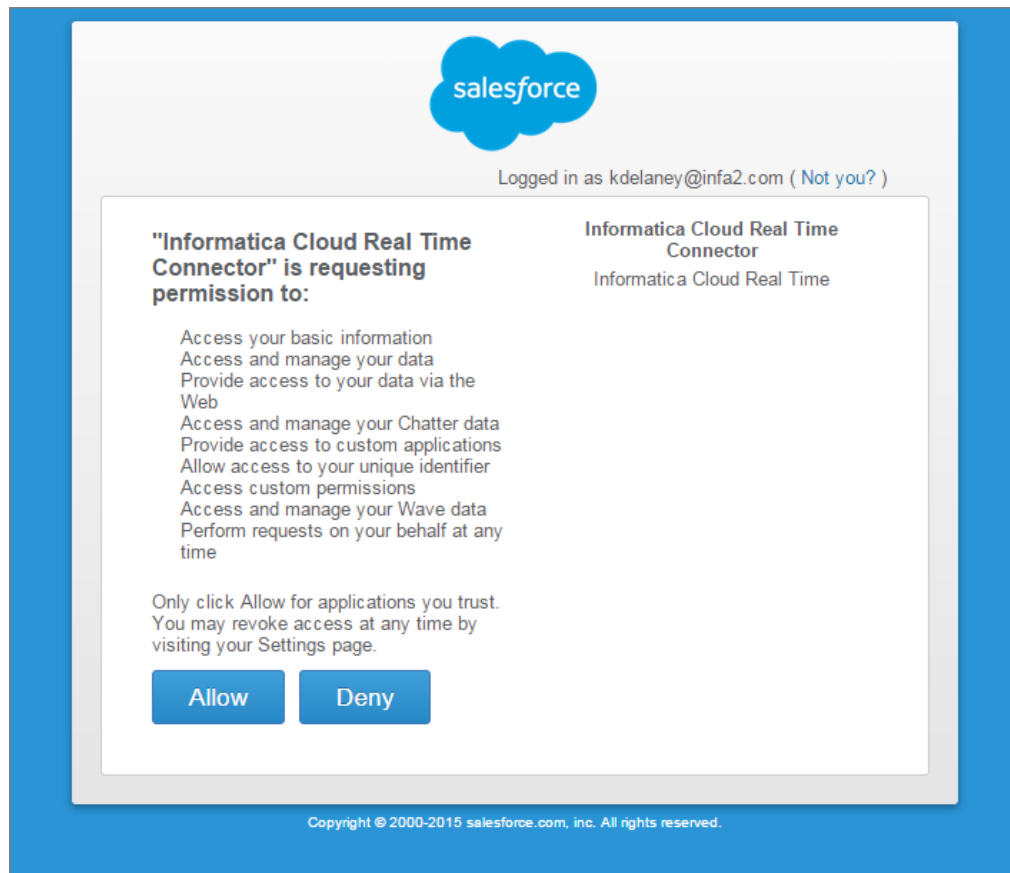 salesforce
Logged in as kdelaney@infa2.com ( Not you? )
"Informatica Cloud Real Time
Connector" is requesting
permission to:
Access your basic information
Access and manage your data
Provide access to your data via the
Web
Access and manage your Chatter data
Provide access to custom applications
Allow access to your unique identifier
Access custom permissions
Access and manage your Wave data
Perform requests on your behalf at any
time
Only click Allow for applications you trust.
You may revoke access at any time by
visiting your Settings page.
Allow
Deny
Informatica Cloud Real Time
Connector
Informatica Cloud Real Time
Copyright © 2000-2015 salesforce.com, inc. All rights reserved.